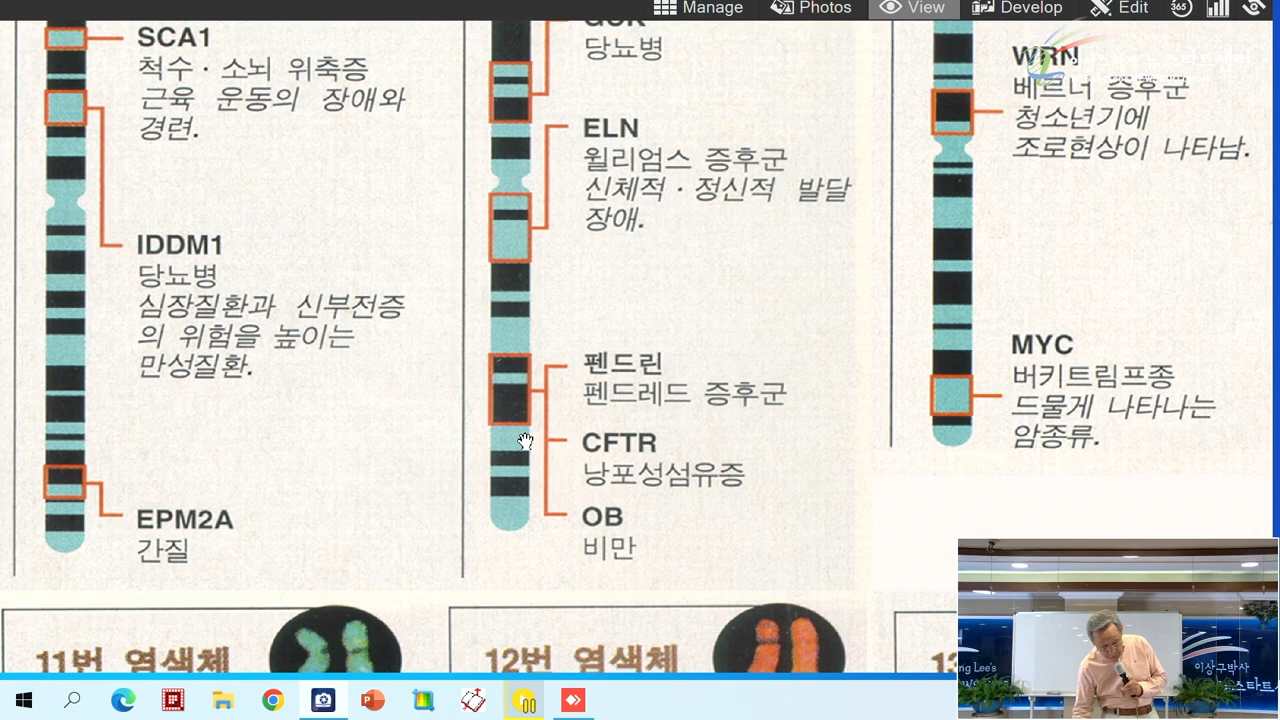 Manage
Photos
View
Develop
Edit
365
SCA1
척수·소뇌 위축증
근육 운동의 장애와
경련.
IDDM1
당뇨병
심장질환과 신부전증
의 위험을 높이는
만성질환.
EPM2A
간질
당뇨병
ELN
윌리엄스 증후군
신체적·정신적 발달
장애.
펜드린
펜드레드 증후군
CFTR
낭포성섬유증
OB
비만
WRN
베르너 증후군
청소년기에
조로현상이 나타남.
MYC
버키트림프종
드물게 나타나는
암종류.
11번 염색체
12번 염색체
이상구박사